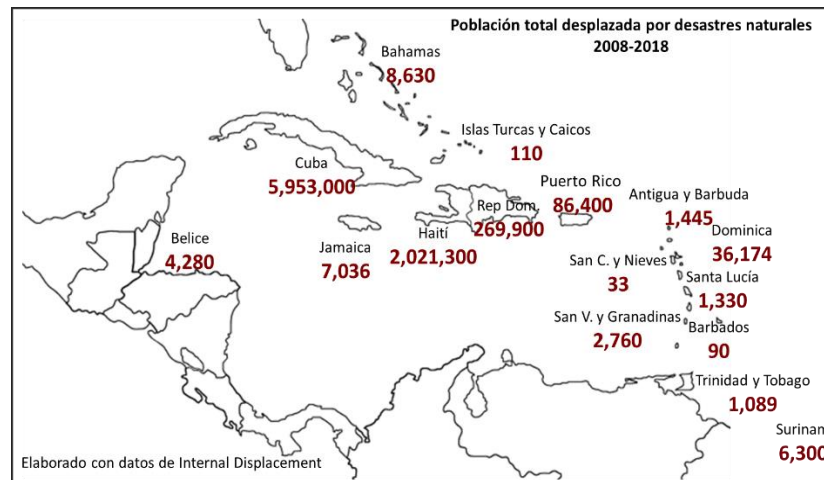 Población total desplazada por desastres naturales
2008-2018
Bahamas
8,630
Islas Turcas y Caicos
110
Cuba
5,953,000
Puerto Rico
86,400
Antigua y Barbuda
1,445
Rep Dom.
269,900
Belice
4,280
Jamaica
7,036
Haití
2,021,300
Dominica
36,174
San C. y Nieves
33
Santa Lucía
1,330
San V. y Granadinas
2,760
Barbados
90
Trinidad y Tobago
1,089
Surinam
6,300
Elaborado con datos de Internal Displacement